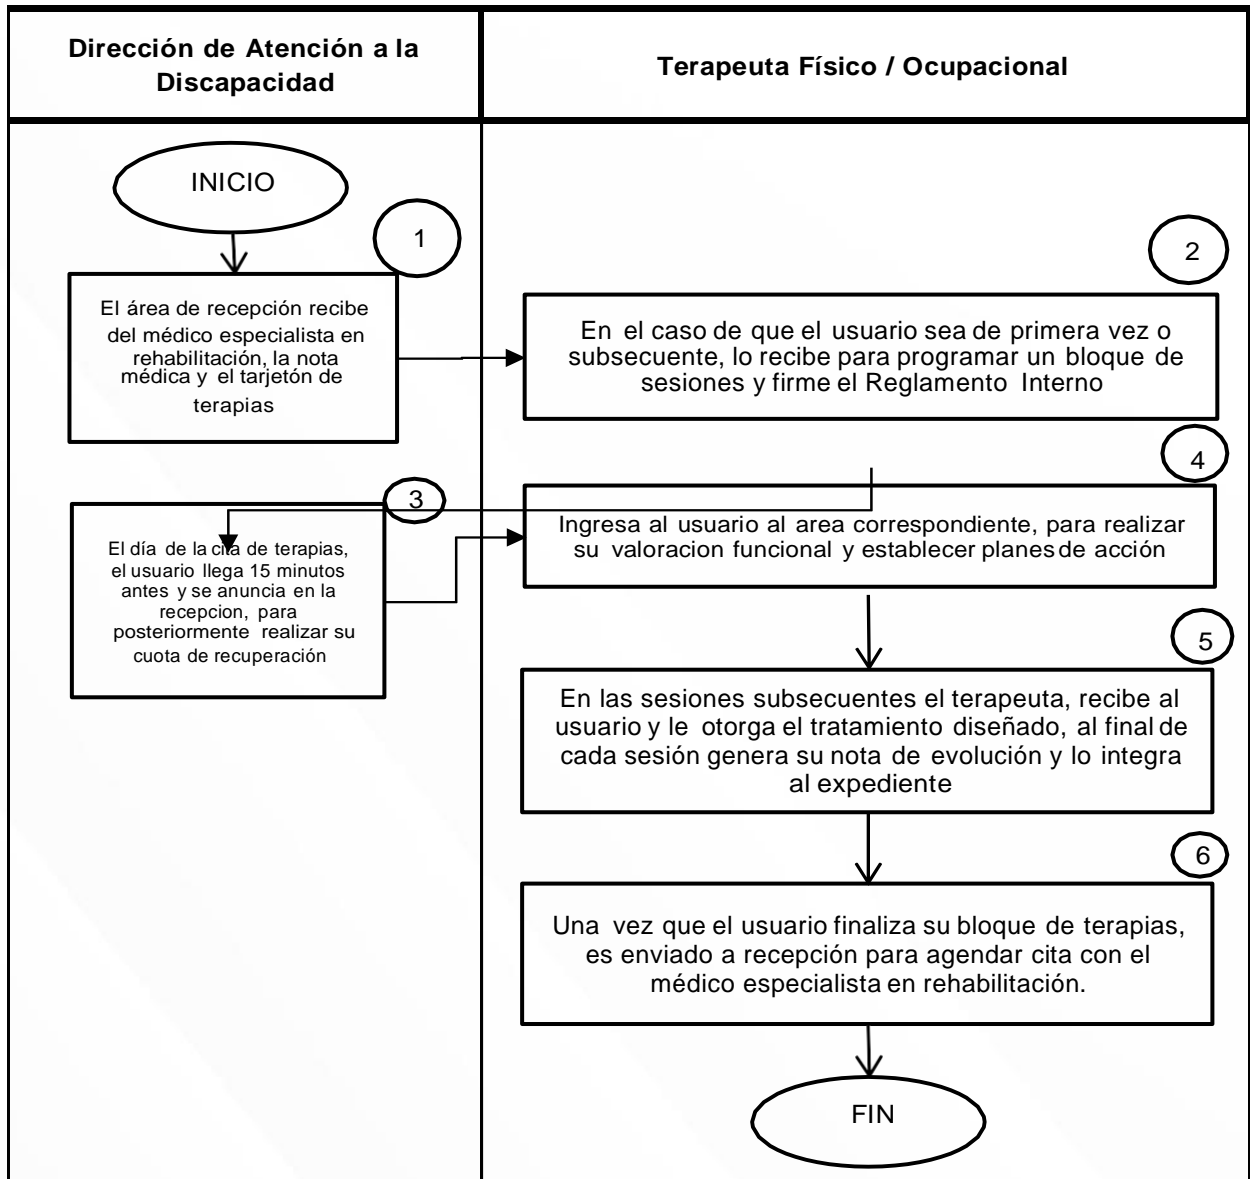 Dirección de Atención a la
Discapacidad
Terapeuta Físico / Ocupacional
INICIO
1
El área de recepción recibe
del médico especialista en
rehabilitación, la nota
médica y el tarjetón de
terapias
2
En el caso de que el usuario sea de primera vez o
subsecuente, lo recibe para programar un bloque de
sesiones y firme el Reglamento Interno
3
El día de la cita de terapias,
el usuario llega 15 minutos
antes y se anuncia en la
recepcion, para
posteriormente realizar su
cuota de recuperación
4
Ingresa al usuario al area correspondiente, para realizar
su valoracion funcional y establecer planes de acción
5
En las sesiones subsecuentes el terapeuta, recibe al
usuario y le otorga el tratamiento diseñado, al final de
cada sesión genera su nota de evolución y lo integra
al expediente
6
Una vez que el usuario finaliza su bloque de terapias,
es enviado a recepción para agendar cita con el
médico especialista en rehabilitación.
FIN